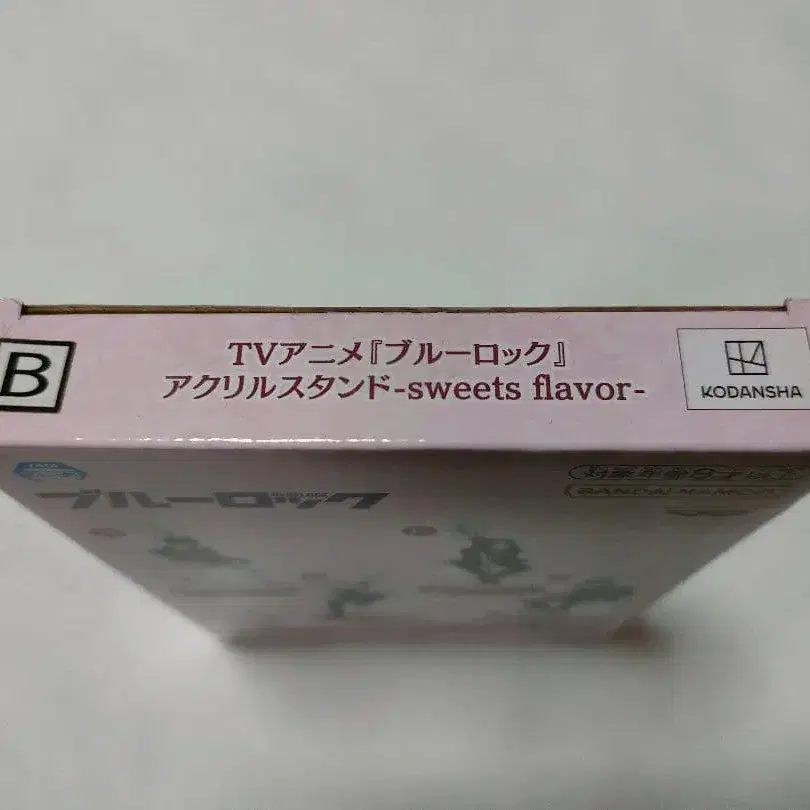 B
TVアニメ『ブルーロック』
アクリルスタンド-sweets flavor-
KODANSHA
ブルーロック
BANDAI NAMCO